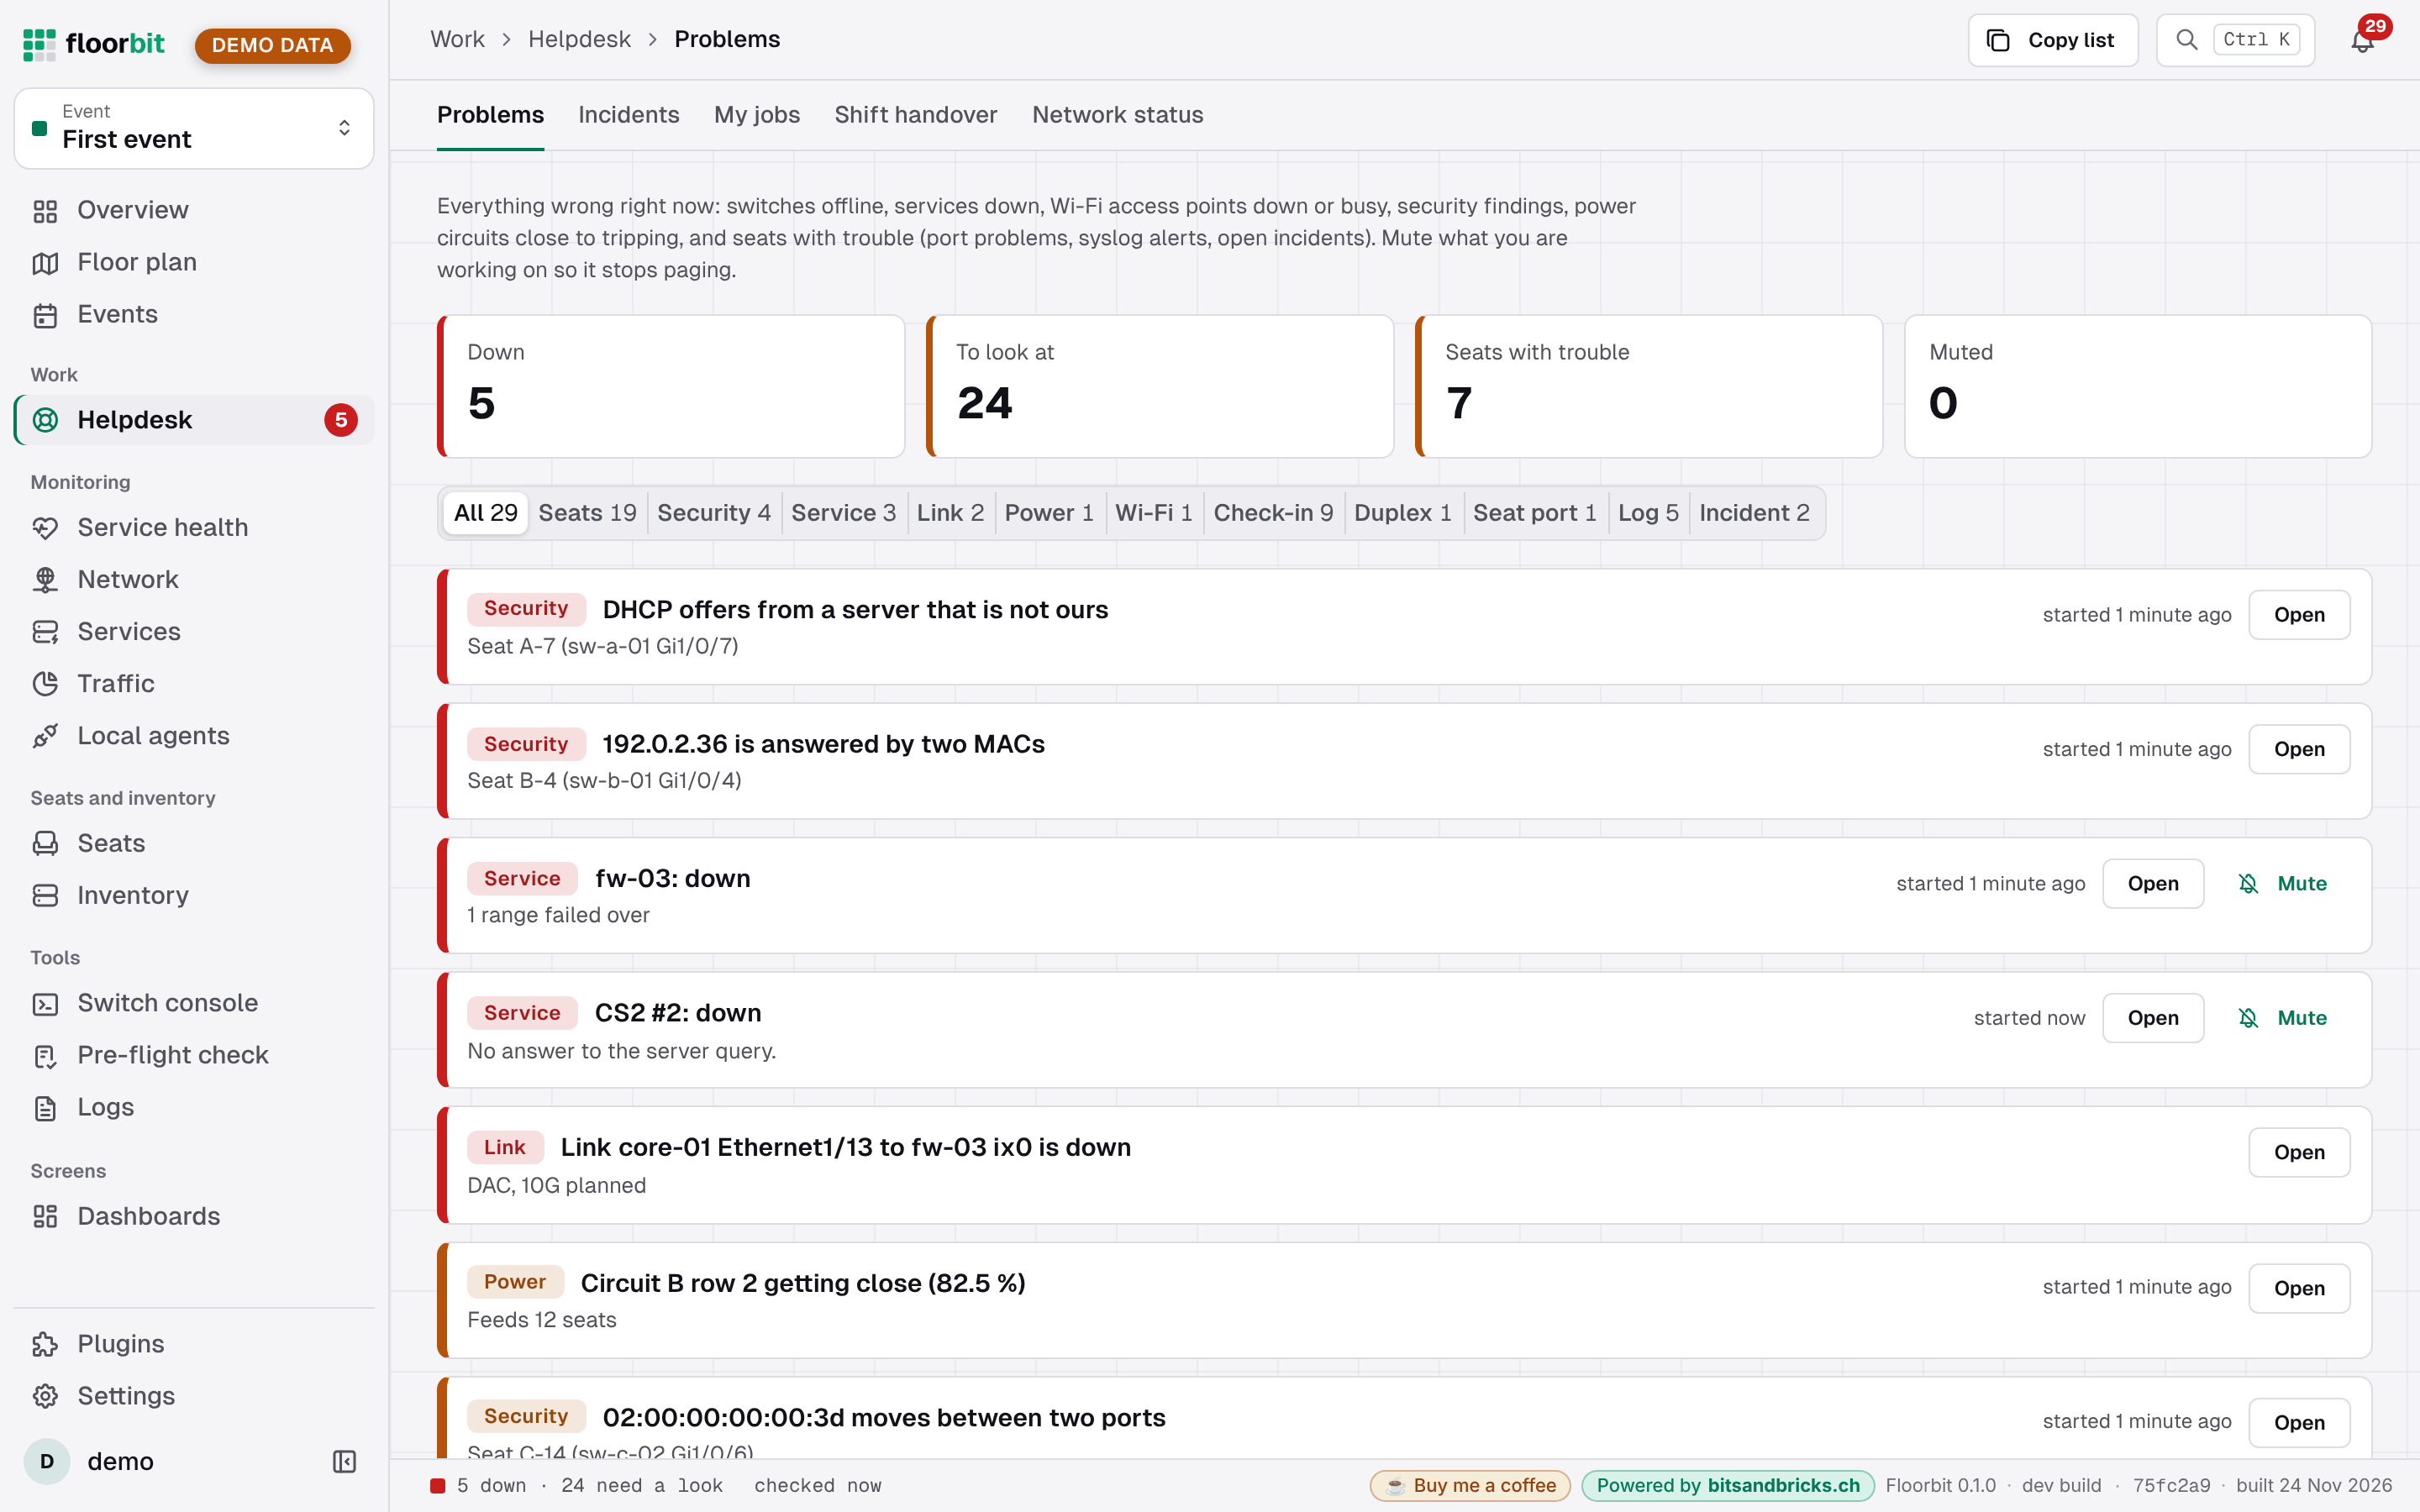 floorbit
DEMO DATA
Event
First event
Overview
Floor plan
Events
Work
Helpdesk 5
Monitoring
Service health
Network
Services
Traffic
Local agents
Seats and inventory
Seats
Inventory
Tools
Switch console
Pre-flight check
Logs
Screens
Dashboards
Plugins
Settings
D demo
Work > Helpdesk > Problems
Copy list
Ctrl K
29
Problems Incidents My jobs Shift handover Network status
Everything wrong right now: switches offline, services down, Wi-Fi access points down or busy, security findings, power
circuits close to tripping, and seats with trouble (port problems, syslog alerts, open incidents). Mute what you are
working on so it stops paging.
Down
5
To look at
24
Seats with trouble
7
Muted
0
All 29 Seats 19 Security 4 Service 3 Link 2 Power 1 Wi-Fi 1 Check-in 9 Duplex 1 Seat port 1 Log 5 Incident 2
Security DHCP offers from a server that is not ours started 1 minute ago Open
Seat A-7 (sw-a-01 Gi1/0/7)
Security 192.0.2.36 is answered by two MACs started 1 minute ago Open
Seat B-4 (sw-b-01 Gi1/0/4)
Service fw-03: down started 1 minute ago Open Mute
1 range failed over
Service CS2 #2: down started now Open Mute
No answer to the server query.
Link Link core-01 Ethernet1/13 to fw-03 ix0 is down Open
DAC, 10G planned
Power Circuit B row 2 getting close (82.5 %) started 1 minute ago Open
Feeds 12 seats
Security 02:00:00:00:00:3d moves between two ports started 1 minute ago Open
Seat C-14 (sw-c-02 Gi1/0/6)
5 down · 24 need a look checked now
Buy me a coffee
Powered by bitsandbricks.ch
Floorbit 0.1.0 · dev build · 75fc2a9 · built 24 Nov 2026